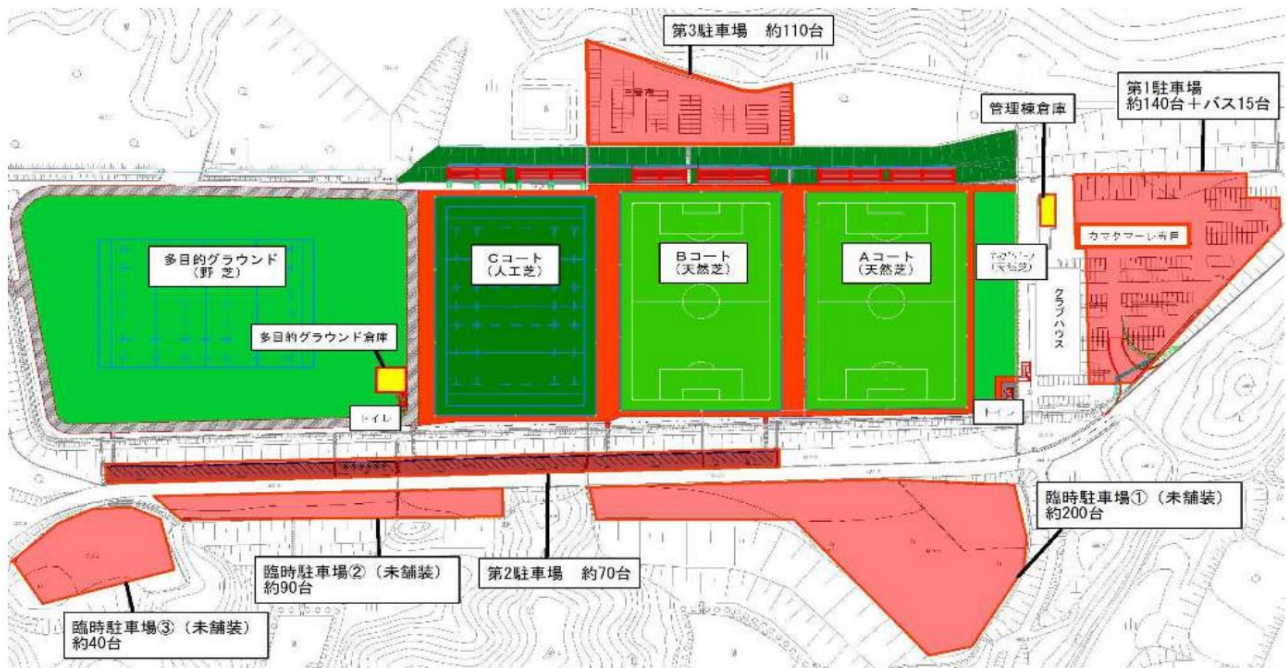 第3駐車場 約110台
第1駐車場
約140台+バス15台
管理棟倉庫
多目的グラウンド
(野芝)
Cコート
(人工芝)
Bコート
(天然芝)
Aコート
(天然芝)
(天然芝)
クラブハウス
多目的グラウンド倉庫
トイレ
トイレ
臨時駐車場①(未舗装)
約200台
臨時駐車場②(未舗装)
約90台
第2駐車場 約70台
臨時駐車場③(未舗装)
約40台